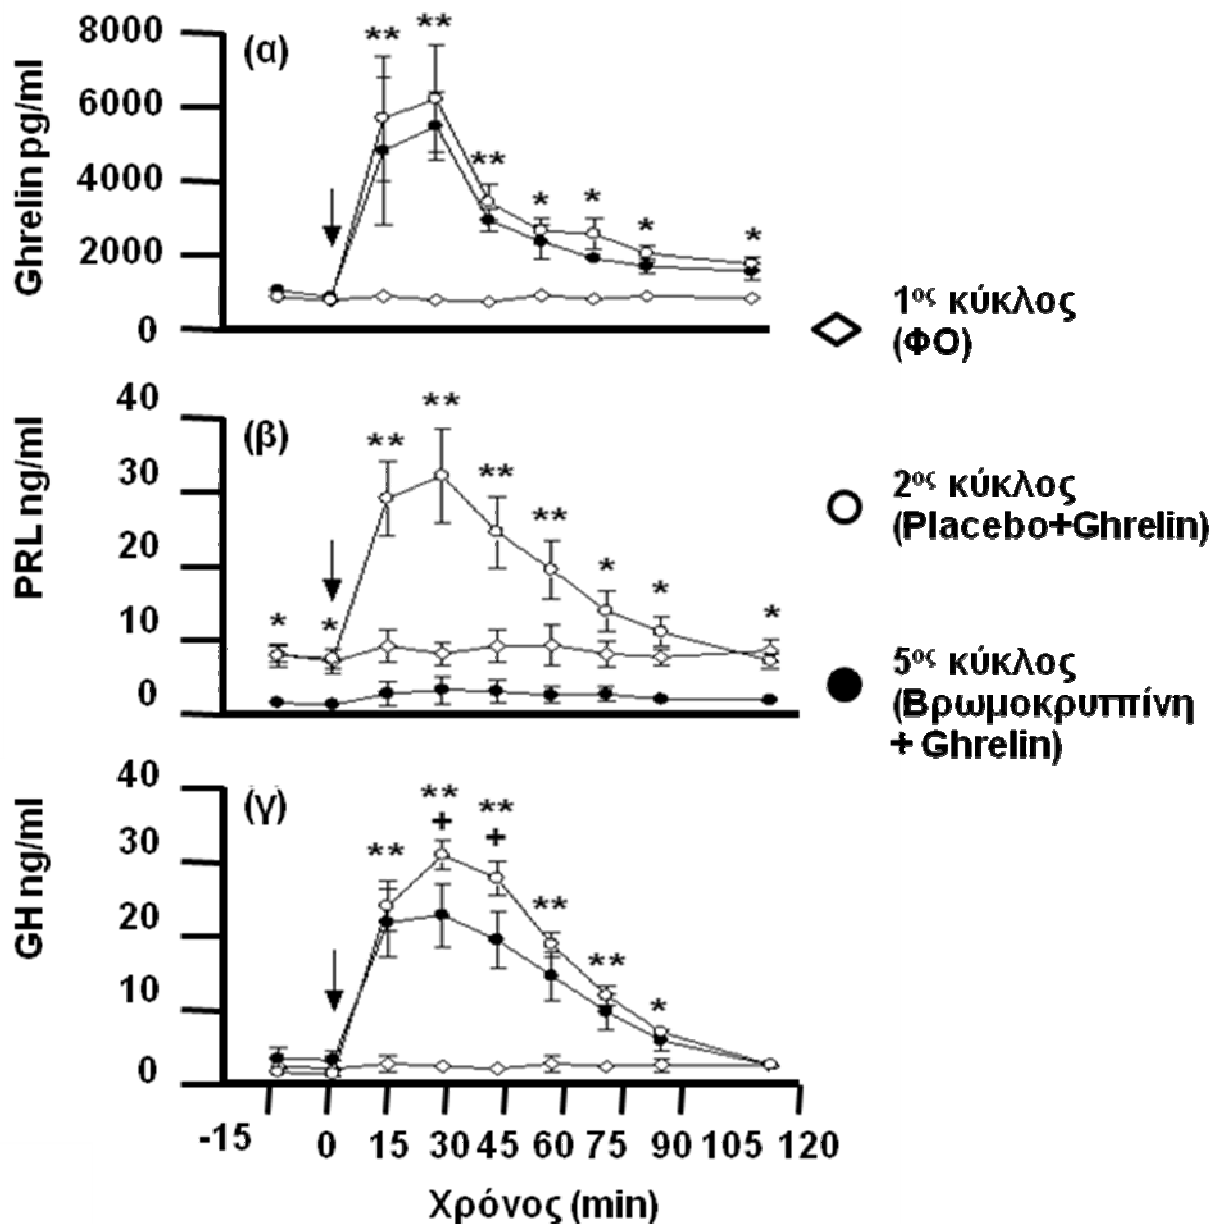 8000
6000
4000
2000
0
Ghrelin pg/ml
(α)
** ** ** * * * *
40
30
20
10
0
PRL ng/ml
(β)
* * ** ** ** ** * * *
40
30
20
10
0
GH ng/ml
(γ)
** ** ** ** ** *
+ +
-15 0 15 30 45 60 75 90 105 120
Χρόνος (min)
1ος κύκλος
(ΦΟ)
2ος κύκλος
(Placebo+Ghrelin)
5ος κύκλος
(Βρωμοκρυπτίνη
+ Ghrelin)